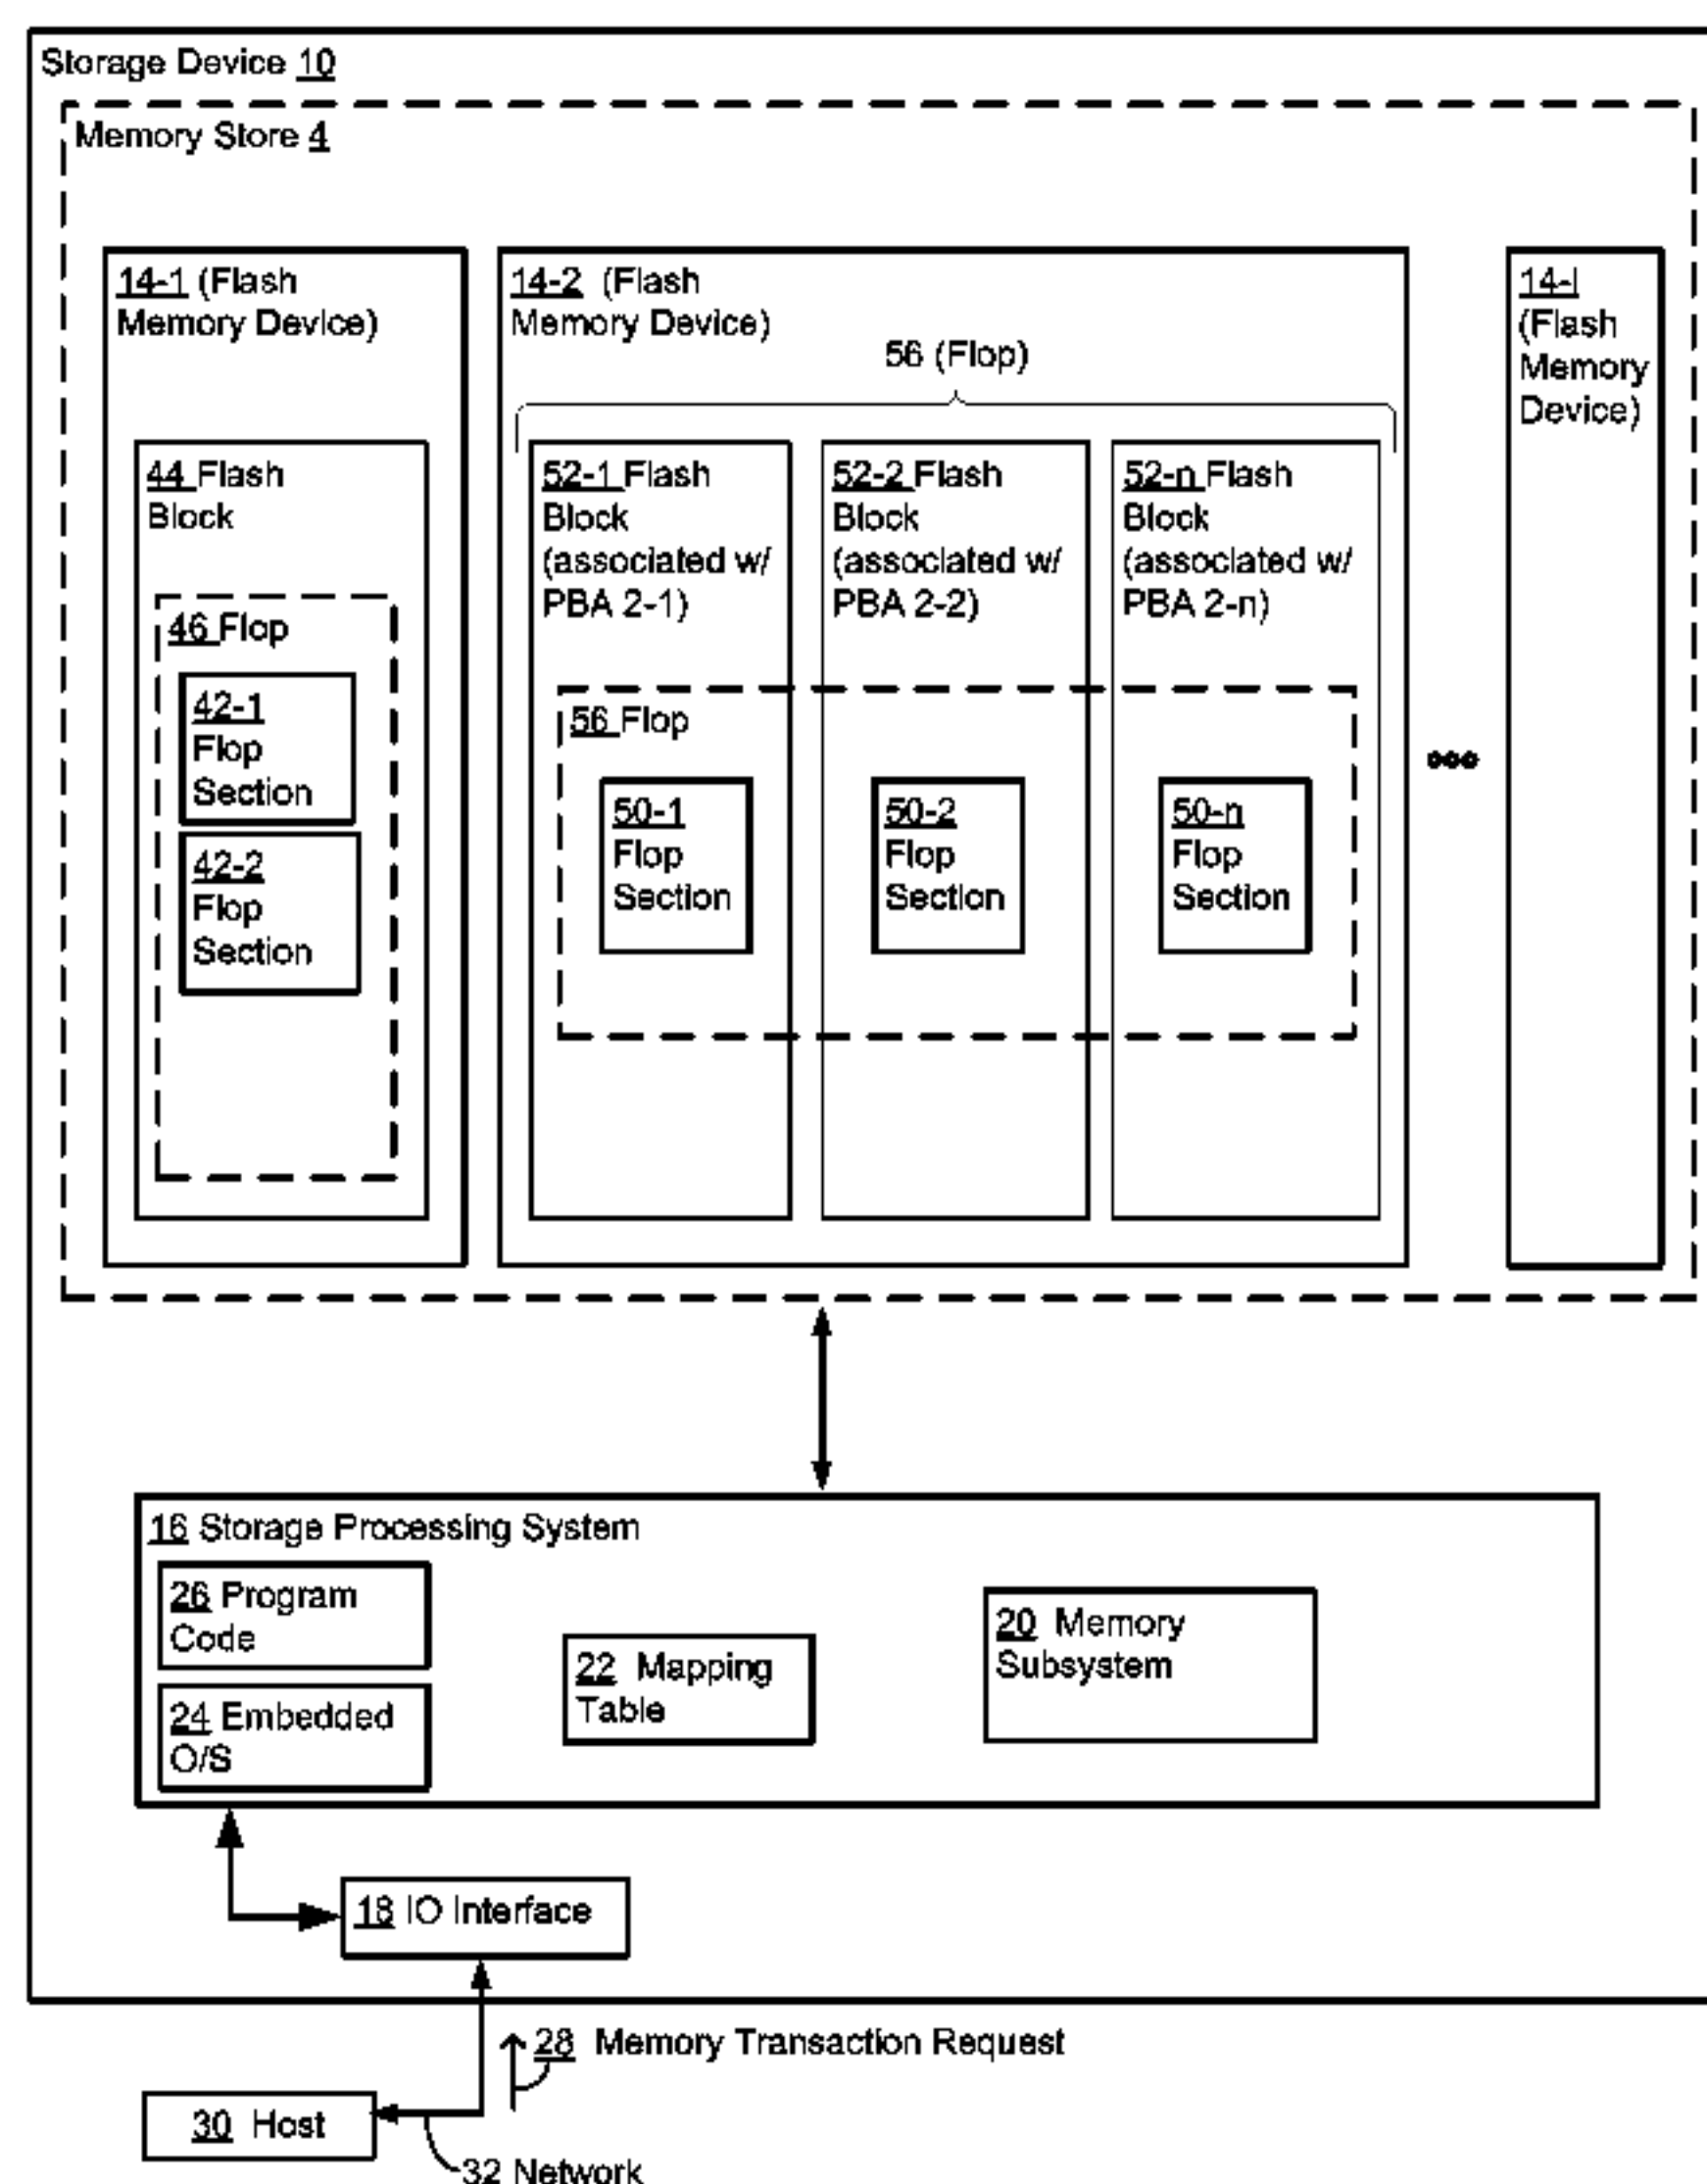 Storage Device 10
Memory Store 4
14-1 (Flash
Memory Device)
44 Flash
Block
46 Flop
42-1
Flop
Section
42-2
Flop
Section
14-2 (Flash
Memory Device)
56 (Flop)
52-1 Flash
Block
(associated w/
PBA 2-1)
52-2 Flash
Block
(associated w/
PBA 2-2)
52-n Flash
Block
(associated w/
PBA 2-n)
56 Flop
50-1
Flop
Section
50-2
Flop
Section
50-n
Flop
Section
14-l
(Flash
Memory
Device)
16 Storage Processing System
26 Program
Code
24 Embedded
O/S
22 Mapping
Table
20 Memory
Subsystem
18 IO Interface
28 Memory Transaction Request
30 Host
32 Network